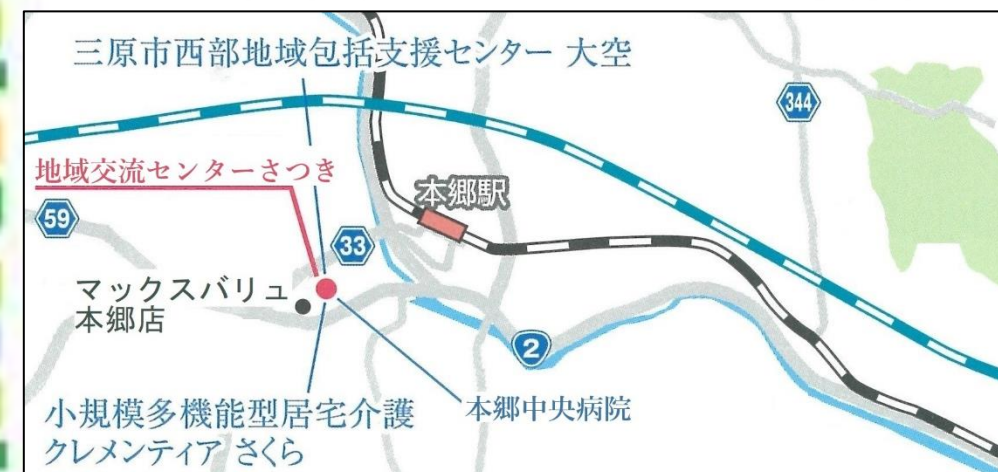 三原市西部地域包括支援センター 大空
344
地域交流センターさつき
本郷駅
59
33
マックスバリュ
本郷店
2
小規模多機能型居宅介護
クレメンティア さくら
本郷中央病院